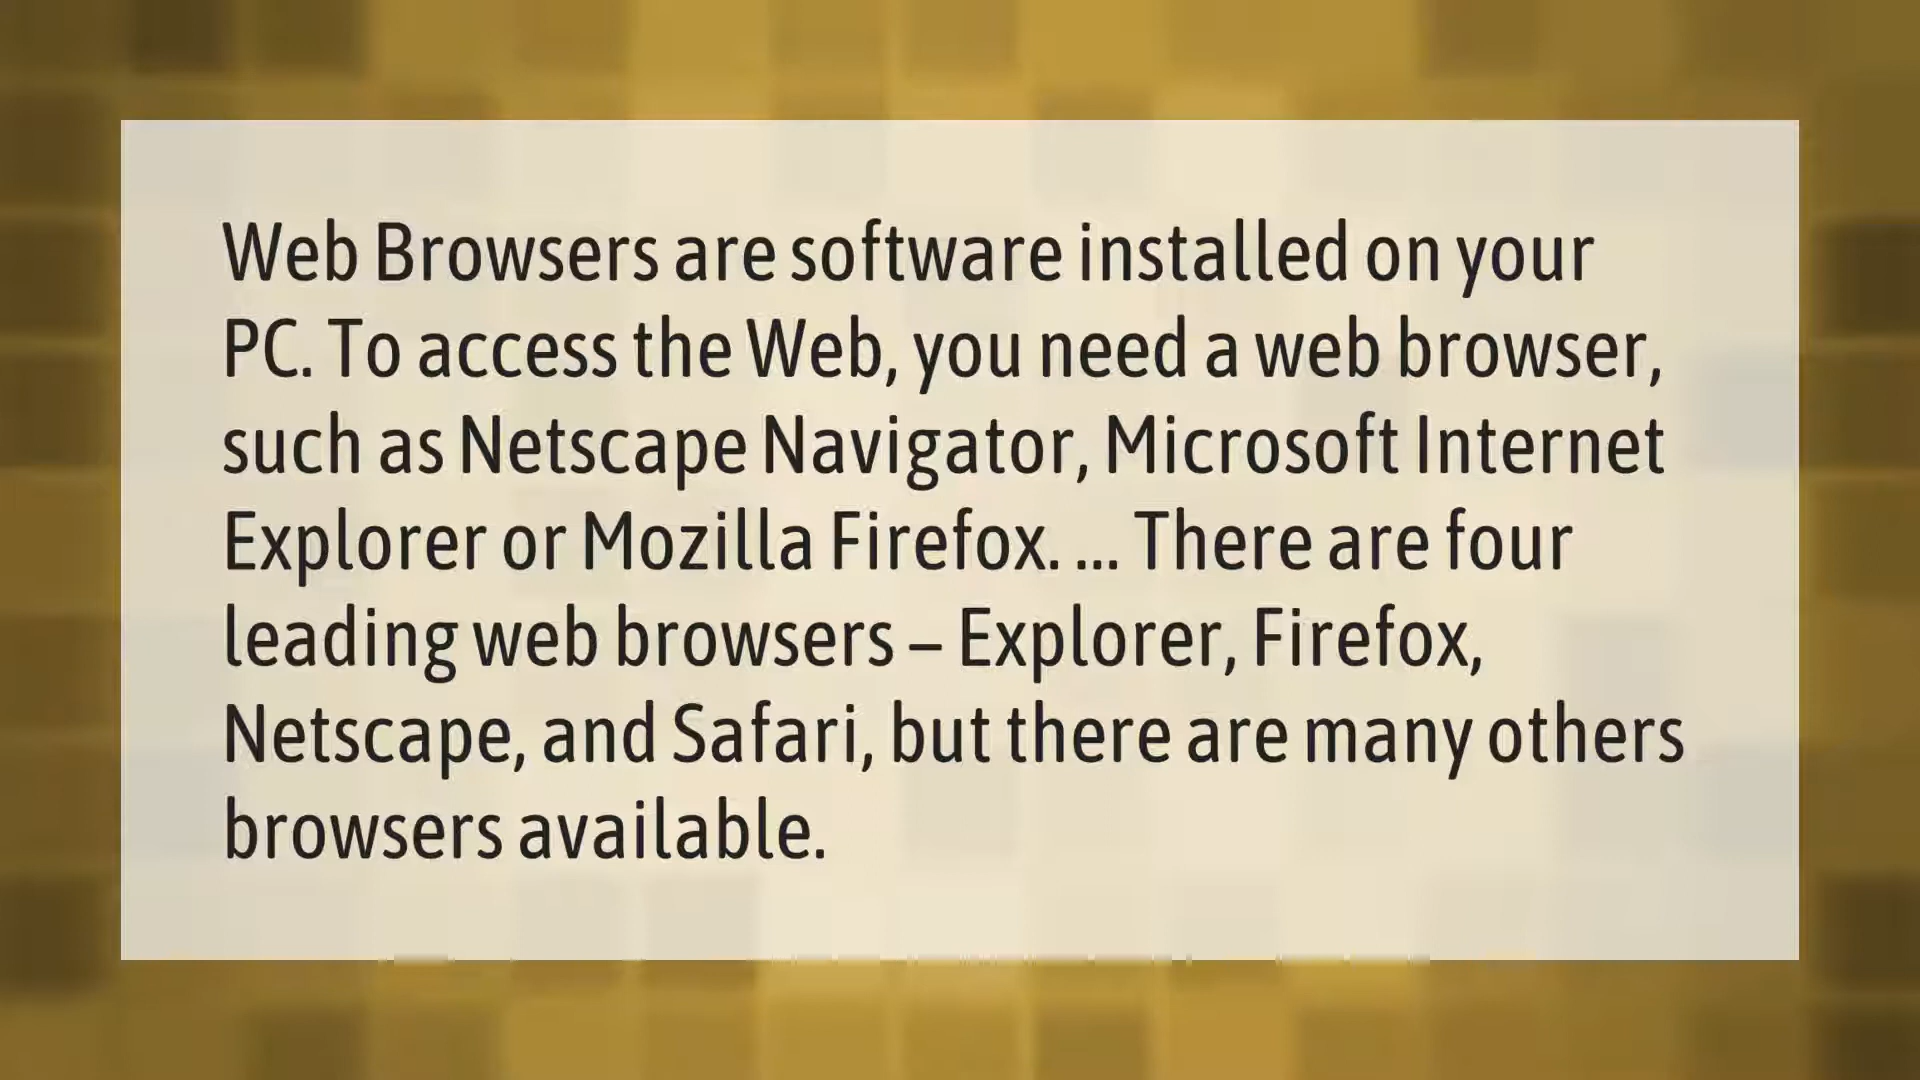 Web Browsers are software installed on your
PC. To access the Web, you need a web browser,
such as Netscape Navigator, Microsoft Internet
Explorer or Mozilla Firefox. ... There are four
leading web browsers – Explorer, Firefox,
Netscape, and Safari, but there are many others
browsers available.